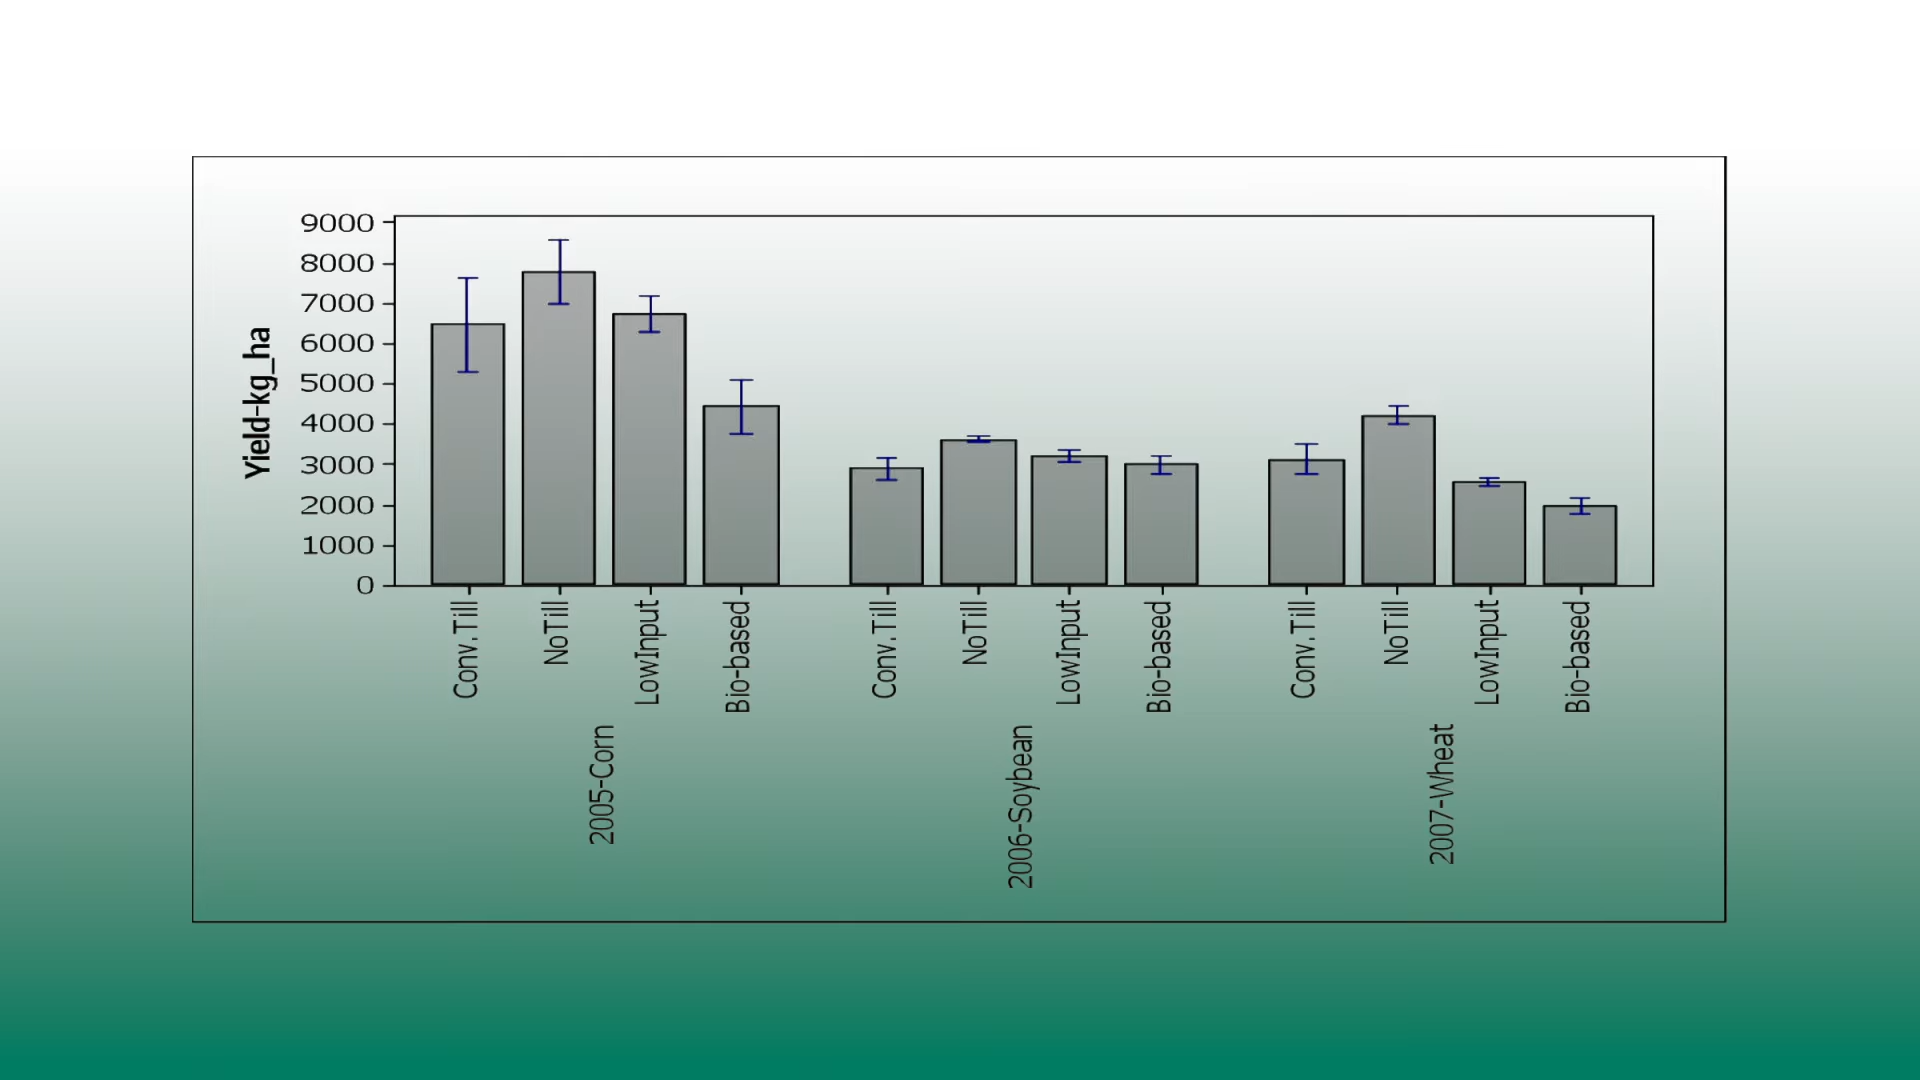 Yield-kg_ha
9000
8000
7000
6000
5000
4000
3000
2000
1000
0
Conv. Till
NoTill
LowInput
Bio-based
Conv. Till
NoTill
LowInput
Bio-based
Conv. Till
NoTill
LowInput
Bio-based
2005-Corn
2006-Soybean
2007-Wheat